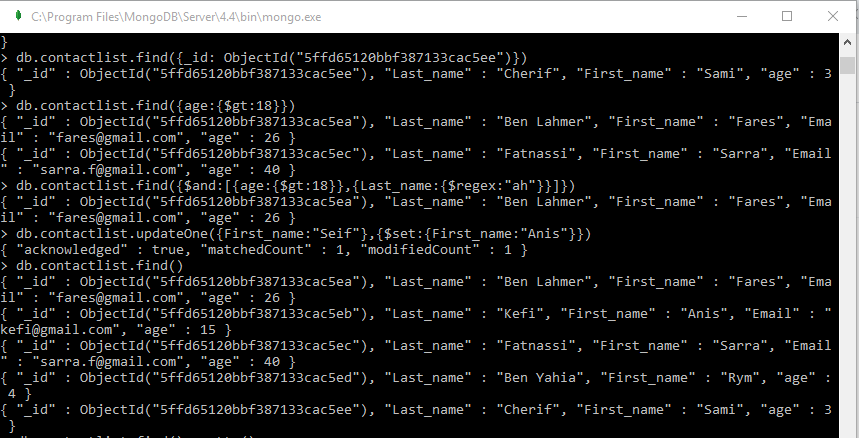 C:\Program Files\MongoDB\Server\4.4\bin\mongo.exe
}
> db.contactlist.find({_id: ObjectId("5ffd65120bbf387133cac5ee")})
{ "_id" : ObjectId("5ffd65120bbf387133cac5ee"), "Last_name" : "Cherif", "First_name" : "Sami", "age" : 3
 }
> db.contactlist.find({age:{$gt:18}})
{ "_id" : ObjectId("5ffd65120bbf387133cac5ea"), "Last_name" : "Ben Lahmer", "First_name" : "Fares", "Ema
il" : "fares@gmail.com", "age" : 26 }
{ "_id" : ObjectId("5ffd65120bbf387133cac5ec"), "Last_name" : "Fatnassi", "First_name" : "Sarra", "Email
" : "sarra.f@gmail.com", "age" : 40 }
> db.contactlist.find({$and:[{age:{$gt:18}},{Last_name:{$regex:"ah"}}]})
{ "_id" : ObjectId("5ffd65120bbf387133cac5ea"), "Last_name" : "Ben Lahmer", "First_name" : "Fares", "Ema
il" : "fares@gmail.com", "age" : 26 }
> db.contactlist.updateOne({First_name:"Seif"},{$set:{First_name:"Anis"}})
{ "acknowledged" : true, "matchedCount" : 1, "modifiedCount" : 1 }
> db.contactlist.find()
{ "_id" : ObjectId("5ffd65120bbf387133cac5ea"), "Last_name" : "Ben Lahmer", "First_name" : "Fares", "Ema
il" : "fares@gmail.com", "age" : 26 }
{ "_id" : ObjectId("5ffd65120bbf387133cac5eb"), "Last_name" : "Kefi", "First_name" : "Anis", "Email" : "
kefi@gmail.com", "age" : 15 }
{ "_id" : ObjectId("5ffd65120bbf387133cac5ec"), "Last_name" : "Fatnassi", "First_name" : "Sarra", "Email
" : "sarra.f@gmail.com", "age" : 40 }
{ "_id" : ObjectId("5ffd65120bbf387133cac5ed"), "Last_name" : "Ben Yahia", "First_name" : "Rym", "age" :
 4 }
{ "_id" : ObjectId("5ffd65120bbf387133cac5ee"), "Last_name" : "Cherif", "First_name" : "Sami", "age" : 3
 }